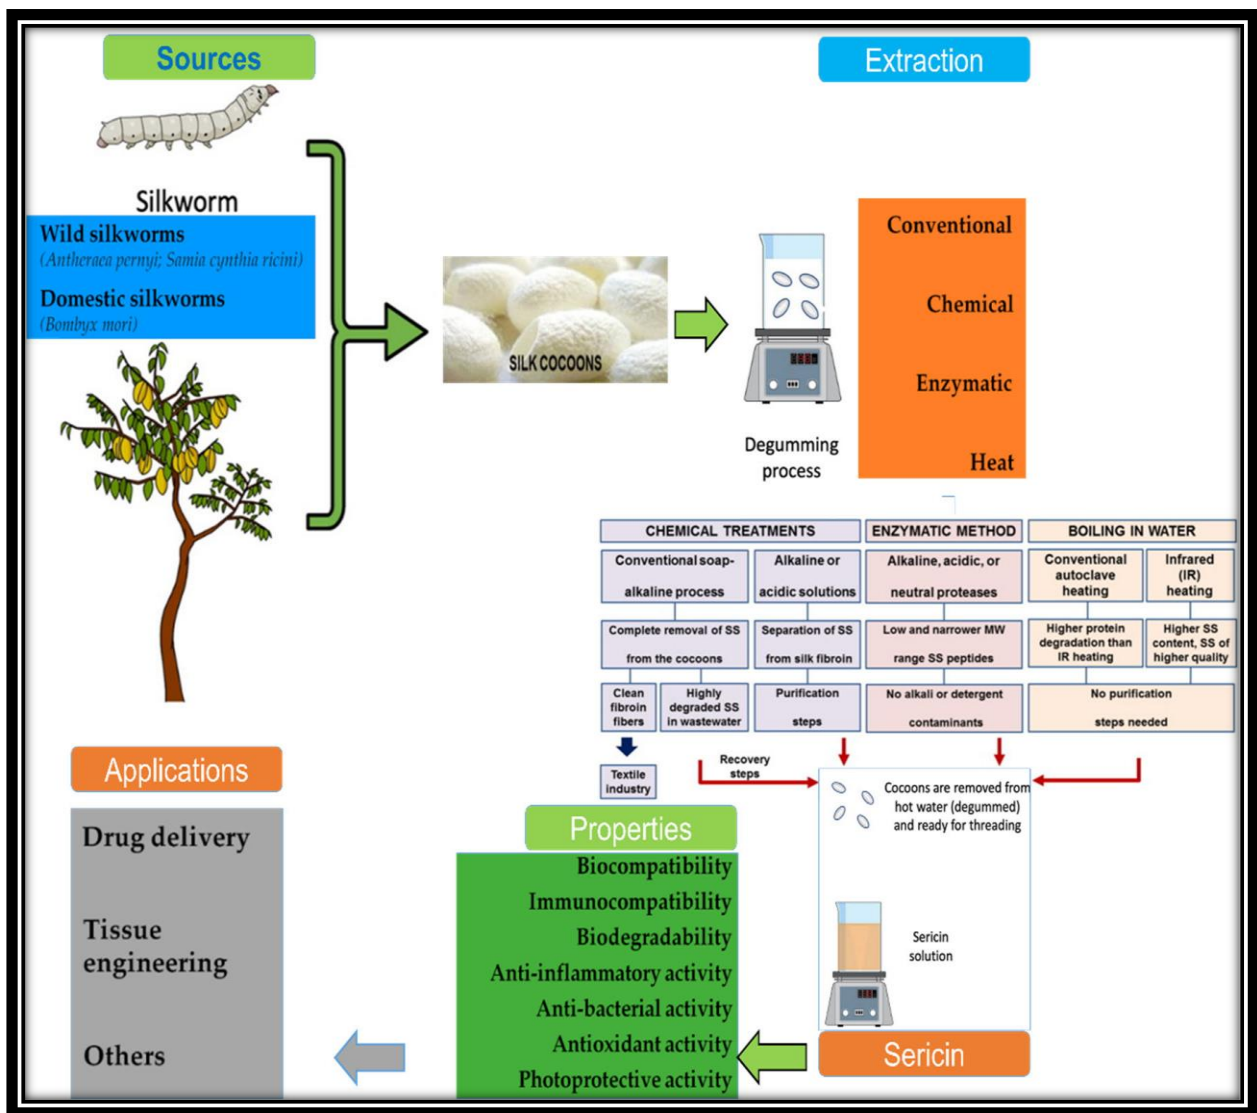 Sources
Silkworm
Wild silkworms
(Antheraea pernyi; Samia cynthia ricini)
Domestic silkworms
(Bombyx mori)
SILK COCOONS
Extraction
Degumming
process
Conventional
Chemical
Enzymatic
Heat
CHEMICAL TREATMENTS
Conventional soap-
alkaline process
Alkaline or
acidic solutions
Complete removal of SS
from the cocoons
Separation of SS
from silk fibroin
Clean
fibroin
fibers
Highly
degraded SS
in wastewater
Purification
steps
Textile
industry
ENZYMATIC METHOD
Alkaline, acidic, or
neutral proteases
Low and narrower MW
range SS peptides
No alkali or detergent
contaminants
BOILING IN WATER
Conventional
autoclave
heating
Infrared
(IR)
heating
Higher protein
degradation than
IR heating
Higher SS
content, SS of
higher quality
No purification
steps needed
Recovery
steps
Cocoons are removed from
hot water (degummed)
and ready for threading
Sericin
solution
Sericin
Properties
Biocompatibility
Immunocompatibility
Biodegradability
Anti-inflammatory activity
Anti-bacterial activity
Antioxidant activity
Photoprotective activity
Applications
Drug delivery
Tissue
engineering
Others